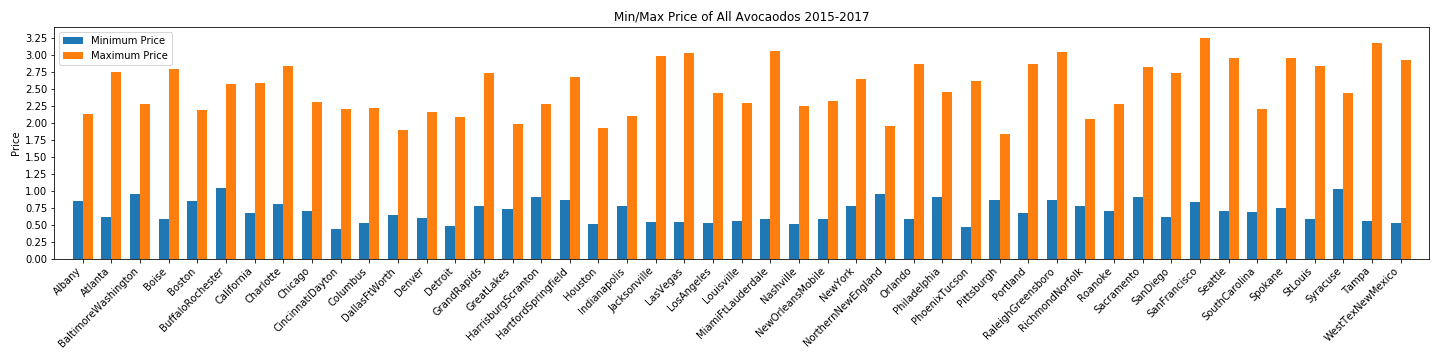 Min/Max Price of All Avocaodos 2015-2017
Minimum Price
Maximum Price
Price
3.25
3.00
2.75
2.50
2.25
2.00
1.75
1.50
1.25
1.00
0.75
0.50
0.25
0.00
Albany
Atlanta
BaltimoreWashington
Boise
Boston
BuffaloRochester
California
Charlotte
Chicago
CincinnatiDayton
Columbus
DallasFtWorth
Denver
Detroit
GrandRapids
GreatLakes
HarrisburgScranton
HartfordSpringfield
Houston
Indianapolis
Jacksonville
LasVegas
LosAngeles
Louisville
MiamiFtLauderdale
Nashville
NewOrleansMobile
NewYork
NorthernNewEngland
Orlando
Philadelphia
PhoenixTucson
Pittsburgh
Portland
RaleighGreensboro
RichmondNorfolk
Roanoke
Sacramento
SanDiego
SanFrancisco
Seattle
SouthCarolina
Spokane
StLouis
Syracuse
Tampa
WestTexNewMexico